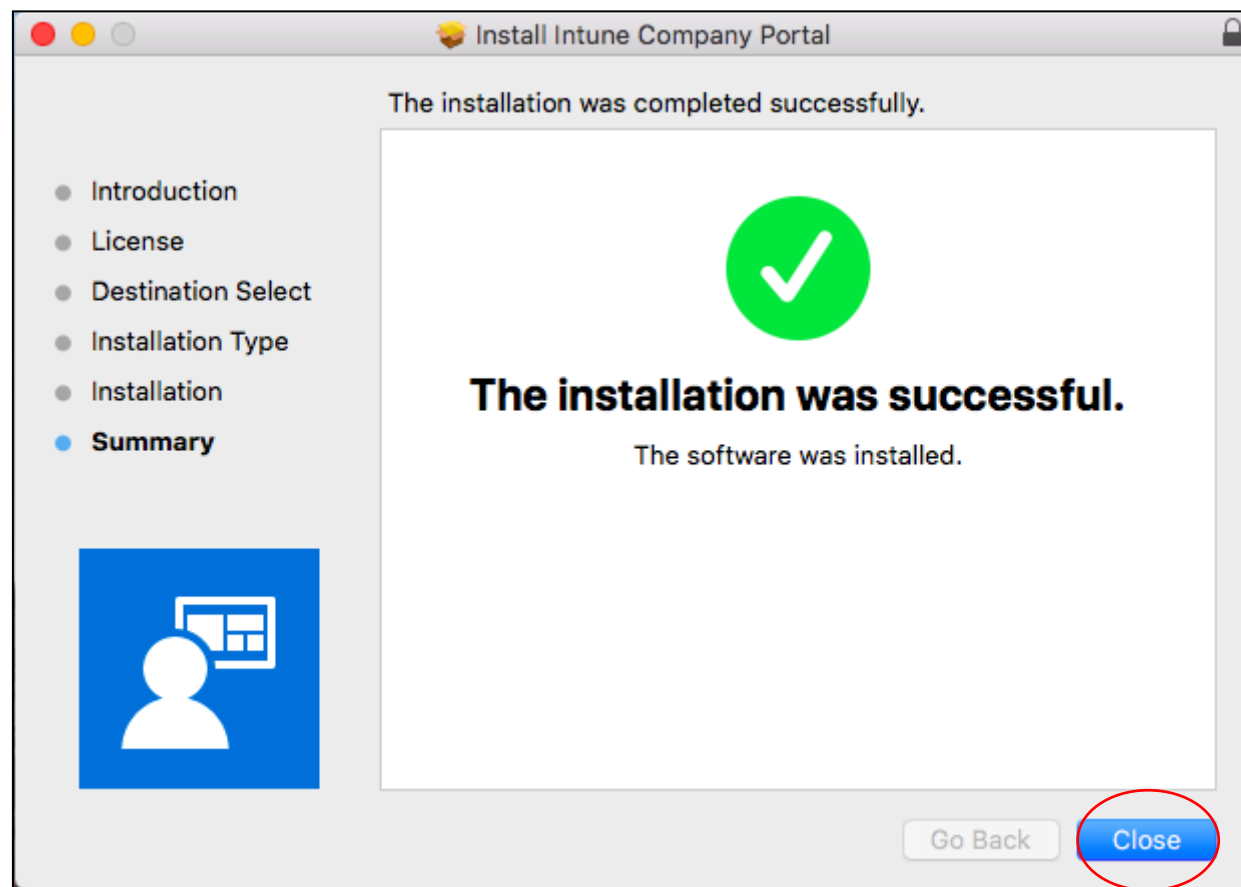 Install Intune Company Portal
The installation was completed successfully.
Introduction
License
Destination Select
Installation Type
Installation
Summary
The installation was successful.
The software was installed.
Go Back
Close